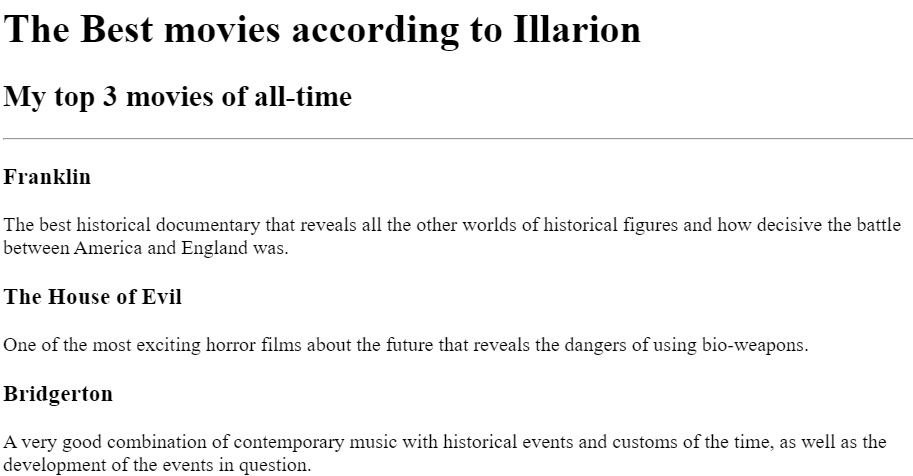 The Best movies according to Illarion
My top 3 movies of all-time
Franklin
The best historical documentary that reveals all the other worlds of historical figures and how decisive the battle
between America and England was.
The House of Evil
One of the most exciting horror films about the future that reveals the dangers of using bio-weapons.
Bridgerton
A very good combination of contemporary music with historical events and customs of the time, as well as the
development of the events in question.